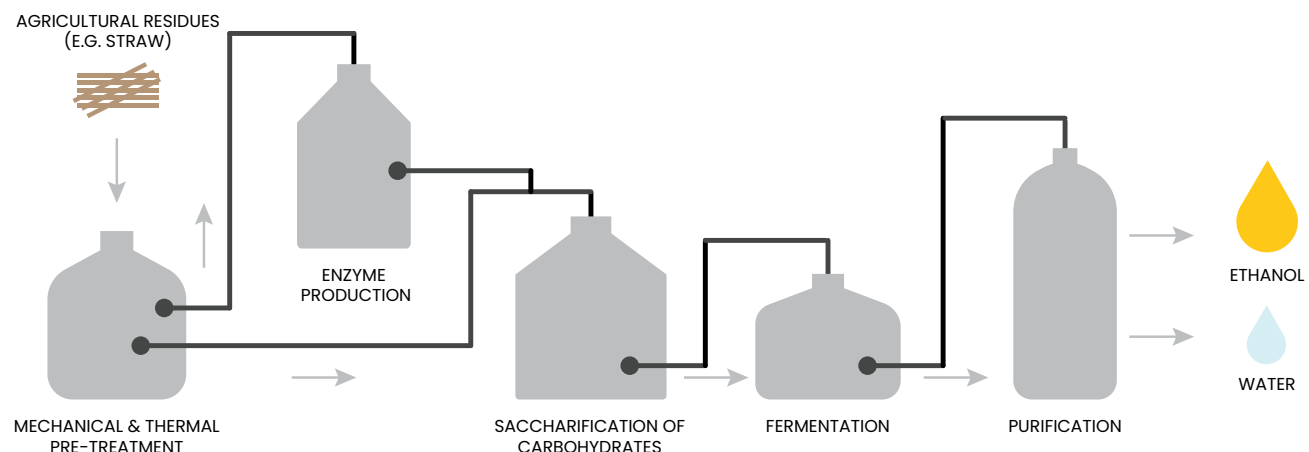 AGRICULTURAL RESIDUES
(E.G. STRAW)
ENZYME
PRODUCTION
ETHANOL
WATER
MECHANICAL & THERMAL
PRE-TREATMENT
SACCHARIFICATION OF
CARBOHYDRATES
FERMENTATION
PURIFICATION